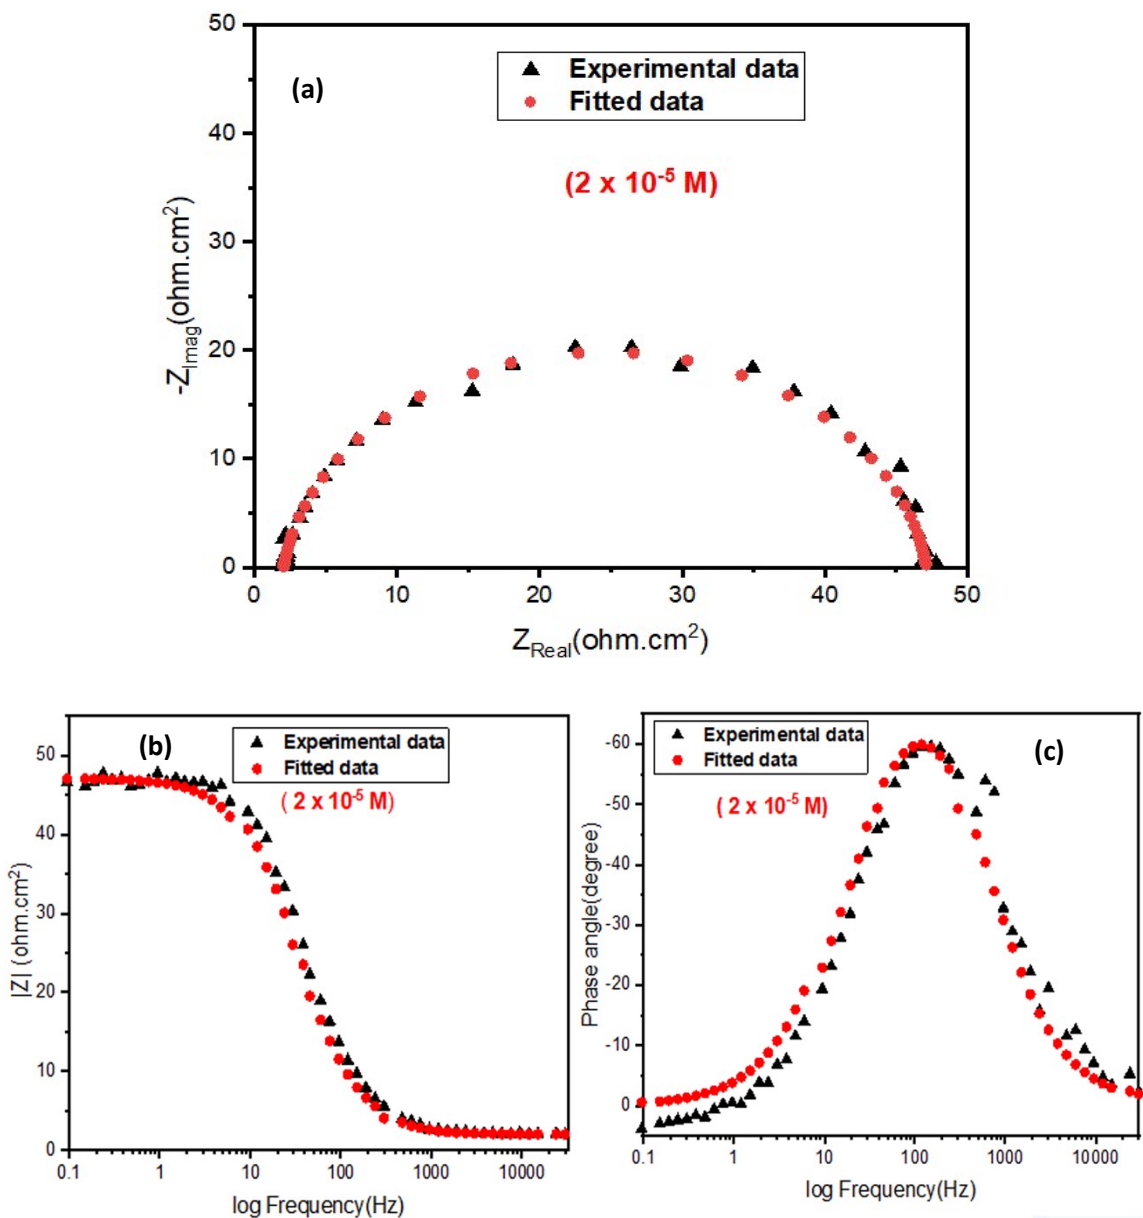 (a)
Experimental data
Fitted data
(2 x 10⁻⁵ M)
50
40
30
20
10
0
-Z_Imag(ohm.cm²)
0 10 20 30 40 50
Z_Real(ohm.cm²)
(b)
Experimental data
Fitted data
( 2 x 10⁻⁵ M)
50
40
30
20
10
0
|Z| (ohm.cm²)
0.1 1 10 100 1000 10000
log Frequency(Hz)
(c)
Experimental data
Fitted data
( 2 x 10⁻⁵ M)
-60
-50
-40
-30
-20
-10
0
Phase angle(degree)
0.1 1 10 100 1000 10000
log Frequency(Hz)